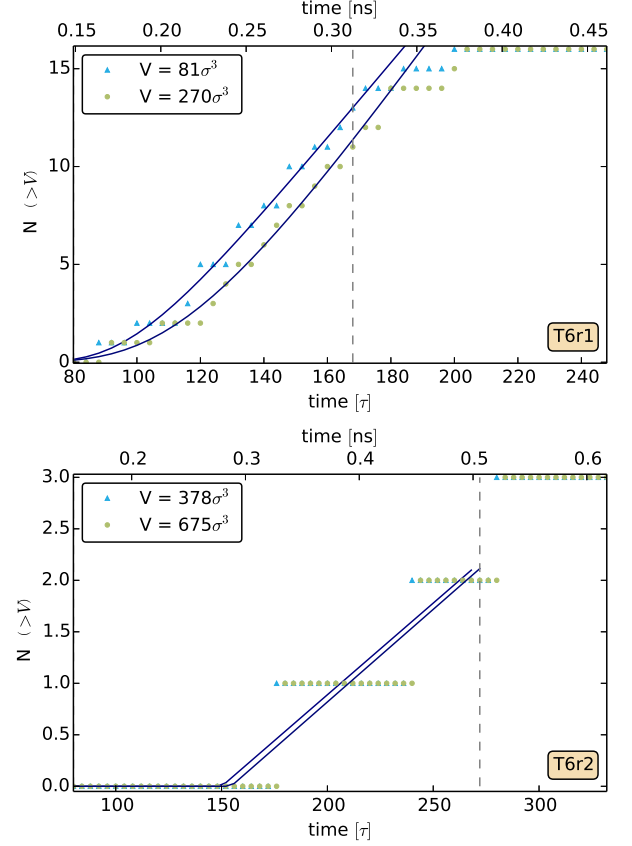 time [ns]
0.15 0.20 0.25 0.30 0.35 0.40 0.45
V = 81σ³
V = 270σ³
15
10
5
0
N (>V)
T6r1
80 100 120 140 160 180 200 220 240
time [τ]
time [ns]
0.2 0.3 0.4 0.5 0.6
V = 378σ³
V = 675σ³
3.0
2.5
2.0
1.5
1.0
0.5
0.0
N (>V)
T6r2
100 150 200 250 300
time [τ]